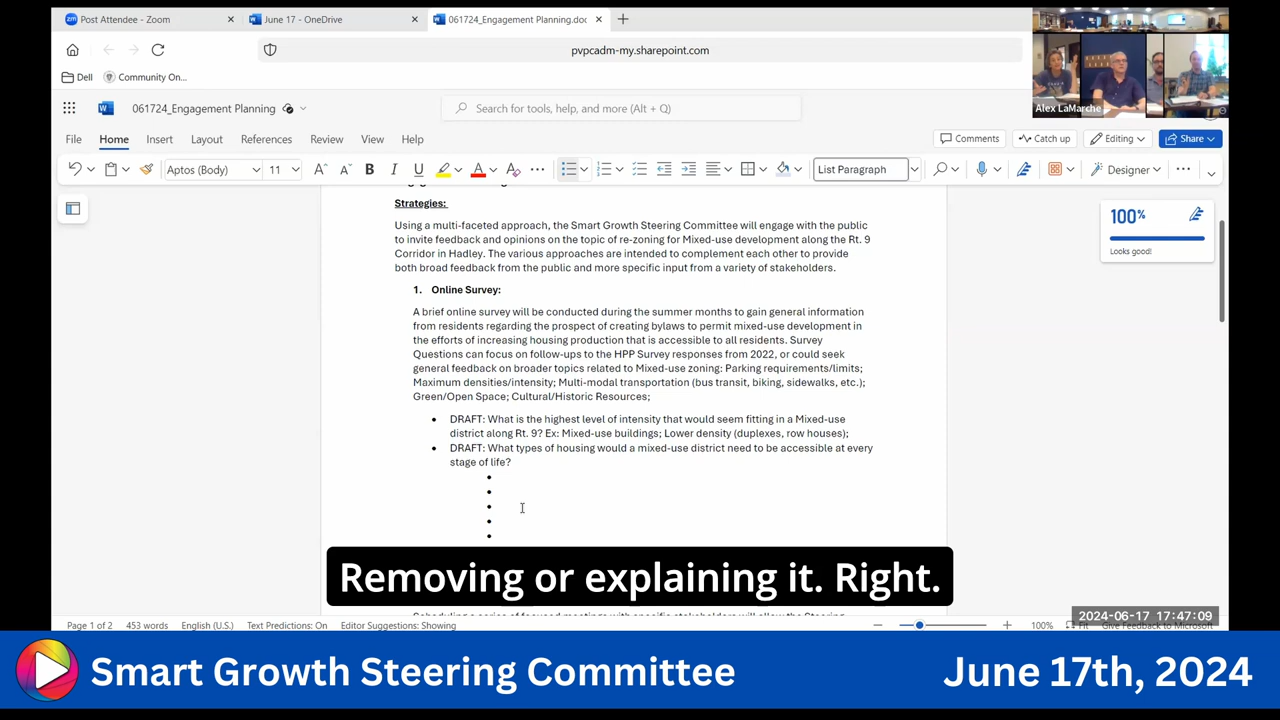 Post Attendee - Zoom
June 17 - OneDrive
061724_Engagement Planning.doc
pvpcadm-my.sharepoint.com
Dell
Community On...
Alex LaMarche
061724_Engagement Planning
Search for tools, help, and more (Alt + Q)
File Home Insert Layout References Review View Help
Comments Catch up Editing Share
Aptos (Body) 11 List Paragraph Designer
Strategies:
Using a multi-faceted approach, the Smart Growth Steering Committee will engage with the public
to invite feedback and opinions on the topic of re-zoning for Mixed-use development along the Rt. 9
Corridor in Hadley. The various approaches are intended to complement each other to provide
both broad feedback from the public and more specific input from a variety of stakeholders.
100%
Looks good!
1. Online Survey:
A brief online survey will be conducted during the summer months to gain general information
from residents regarding the prospect of creating bylaws to permit mixed-use development in
the efforts of increasing housing production that is accessible to all residents. Survey
Questions can focus on follow-ups to the HPP Survey responses from 2022, or could seek
general feedback on broader topics related to Mixed-use zoning: Parking requirements/limits;
Maximum densities/intensity; Multi-modal transportation (bus transit, biking, sidewalks, etc.);
Green/Open Space; Cultural/Historic Resources;
• DRAFT: What is the highest level of intensity that would seem fitting in a Mixed-use
district along Rt. 9? Ex: Mixed-use buildings; Lower density (duplexes, row houses);
• DRAFT: What types of housing would a mixed-use district need to be accessible at every
stage of life?
Removing or explaining it. Right.
2024-06-17 17:47:09
Page 1 of 2 453 words English (U.S.) Text Predictions: On Editor Suggestions: Showing 100% Fit Give Feedback to Microsoft
Smart Growth Steering Committee
June 17th, 2024